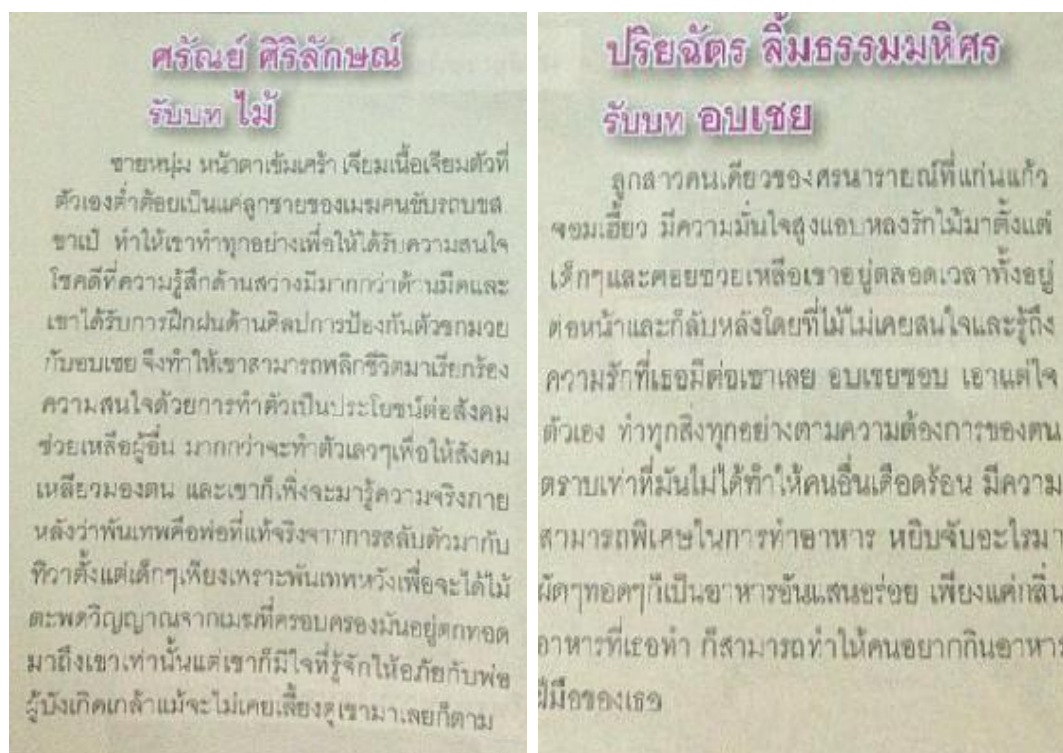 ศรัณย์ ศิริลักษณ์
รับบท ไม้
ชายหนุ่ม หน้าตาเข้มเศร้า เจียมเนื้อเจียมตัวที่
ตัวเองต่ำต้อยเป็นแค่ลูกชายของเมฆคนขับรถบขส
ขาเป๋ ทำให้เขาทำทุกอย่างเพื่อให้ได้รับความสนใจ
โชคดีที่ความรู้สึกด้านสว่างมีมากกว่าด้านมืดและ
เขาได้รับการฝึกฝนด้านศิลปการป้องกันตัวชกมวย
กับอบเชย จึงทำให้เขาสามารถพลิกชีวิตมาเรียกร้อง
ความสนใจด้วยการทำตัวเป็นประโยชน์ต่อสังคม
ช่วยเหลือผู้อื่น มากกว่าจะทำตัวเลวๆเพื่อให้สังคม
เหลียวมองตน และเขาก็เพิ่งจะมารู้ความจริงภาย
หลังว่าพันเทพคือพ่อที่แท้จริงจากการสลับตัวมากับ
ทิวาตั้งแต่เด็กๆเพียงเพราะพันเทพหวังเพื่อจะได้ไม้
ตะพดวิญญาณจากเมฆที่ครอบครองมันอยู่ตกทอด
มาถึงเขาเท่านั้นแต่เขาก็มีใจที่รู้จักให้อภัยกับพ่อ
ผู้บังเกิดเกล้าแม้จะไม่เคยเลี้ยงดูเขามาเลยก็ตาม
ปริยฉัตร ลิ้มธรรมมหิศร
รับบท อบเชย
ลูกสาวคนเดียวของศรนารายณ์ที่แก่นแก้ว
จอมเฮี้ยว มีความมั่นใจสูงแอบหลงรักไม้มาตั้งแต่
เด็กๆและคอยช่วยเหลือเขาอยู่ตลอดเวลาทั้งอยู่
ต่อหน้าและก็ลับหลังโดยที่ไม้ไม่เคยสนใจและรู้ถึง
ความรักที่เธอมีต่อเขาเลย อบเชยชอบ เอาแต่ใจ
ตัวเอง ทำทุกสิ่งทุกอย่างตามความต้องการของตน
ตราบเท่าที่มันไม่ได้ทำให้คนอื่นเดือดร้อน มีความ
สามารถพิเศษในการทำอาหาร หยิบจับอะไรมา
ผัดๆทอดๆก็เป็นอาหารอันแสนอร่อย เพียงแค่กลิ่น
อาหารที่เธอทำ ก็สามารถทำให้คนอยากกินอาหาร
ฝีมือของเธอ